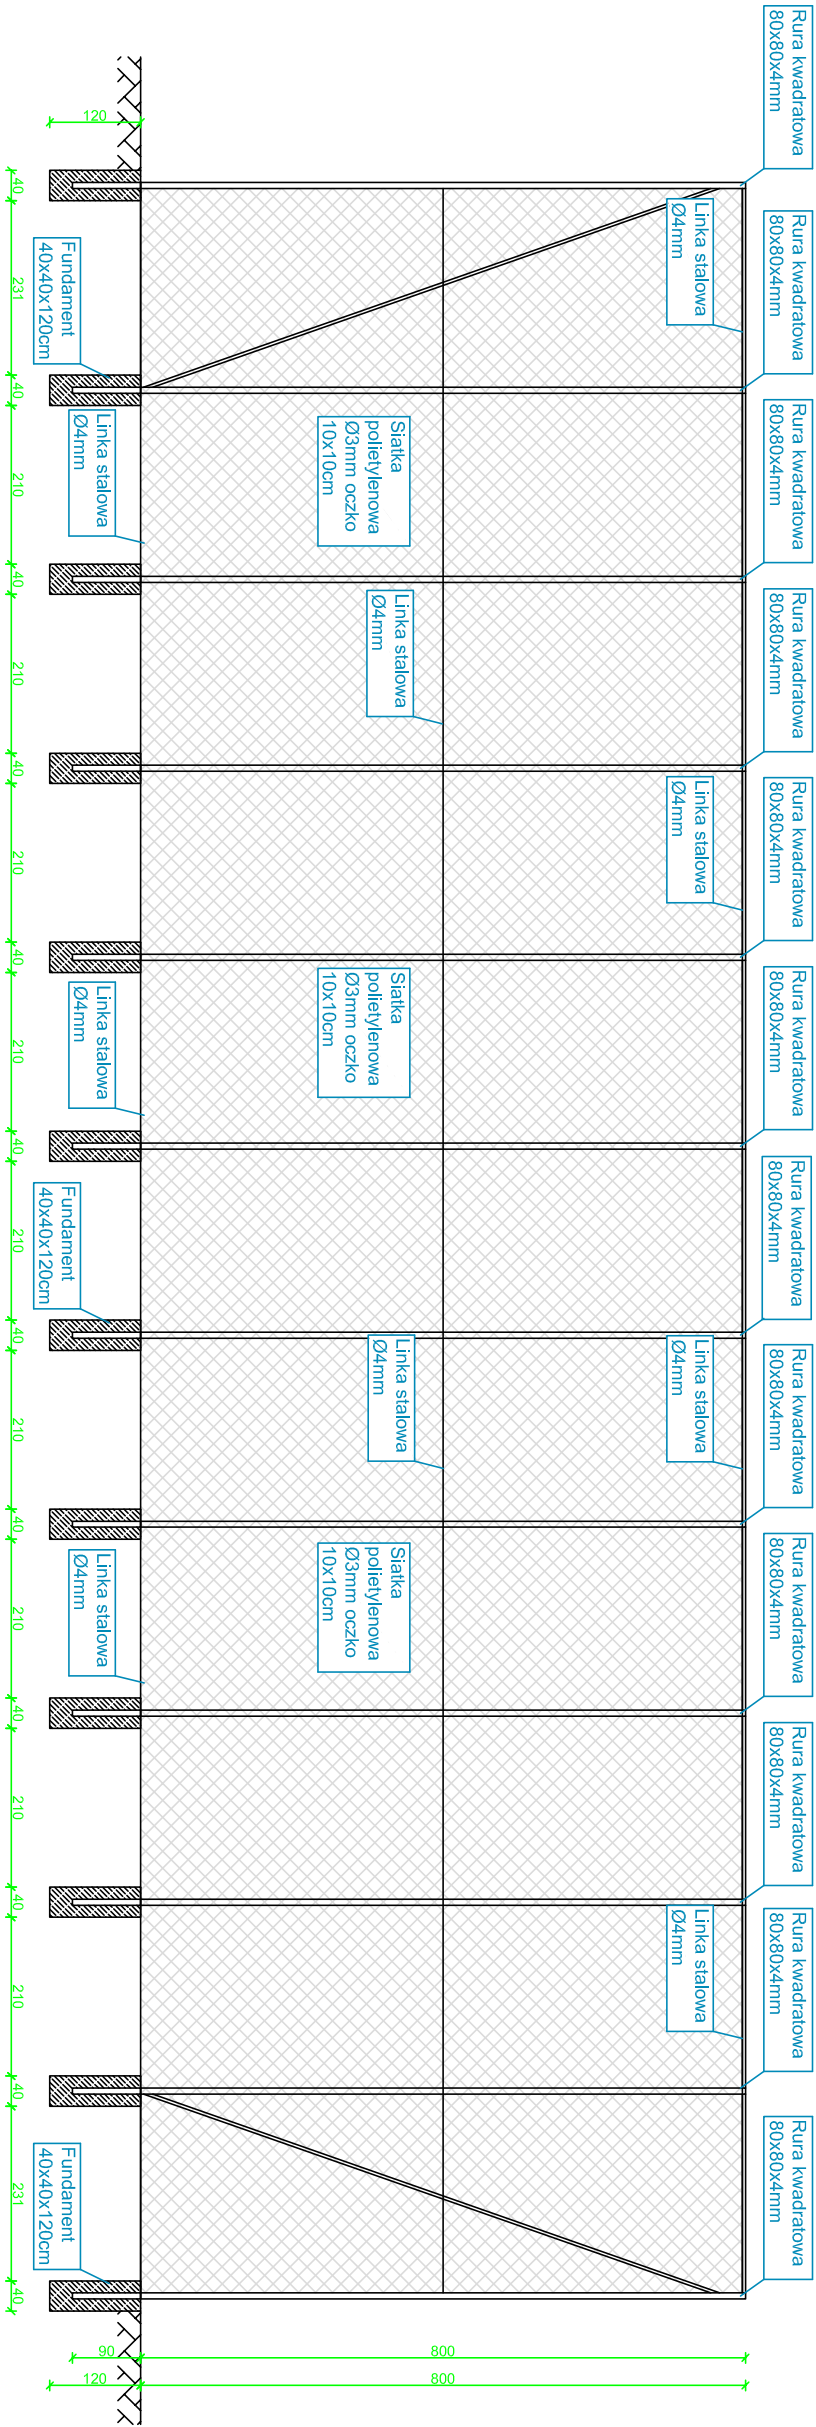 Rura kwadratowa
80x80x4mm
Rura kwadratowa
80x80x4mm
Rura kwadratowa
80x80x4mm
Rura kwadratowa
80x80x4mm
Rura kwadratowa
80x80x4mm
Rura kwadratowa
80x80x4mm
Rura kwadratowa
80x80x4mm
Rura kwadratowa
80x80x4mm
Rura kwadratowa
80x80x4mm
Rura kwadratowa
80x80x4mm
Rura kwadratowa
80x80x4mm
Rura kwadratowa
80x80x4mm
Linka stalowa
Ø4mm
Linka stalowa
Ø4mm
Linka stalowa
Ø4mm
Linka stalowa
Ø4mm
800
800
Siatka
polietylenowa
Ø3mm oczko
10x10cm
Linka stalowa
Ø4mm
Siatka
polietylenowa
Ø3mm oczko
10x10cm
Linka stalowa
Ø4mm
Siatka
polietylenowa
Ø3mm oczko
10x10cm
120
Linka stalowa
Ø4mm
Linka stalowa
Ø4mm
Linka stalowa
Ø4mm
90
120
Fundament
40x40x120cm
Fundament
40x40x120cm
Fundament
40x40x120cm
40
231
40
210
40
210
40
210
40
210
40
210
40
210
40
210
40
210
40
210
40
231
40